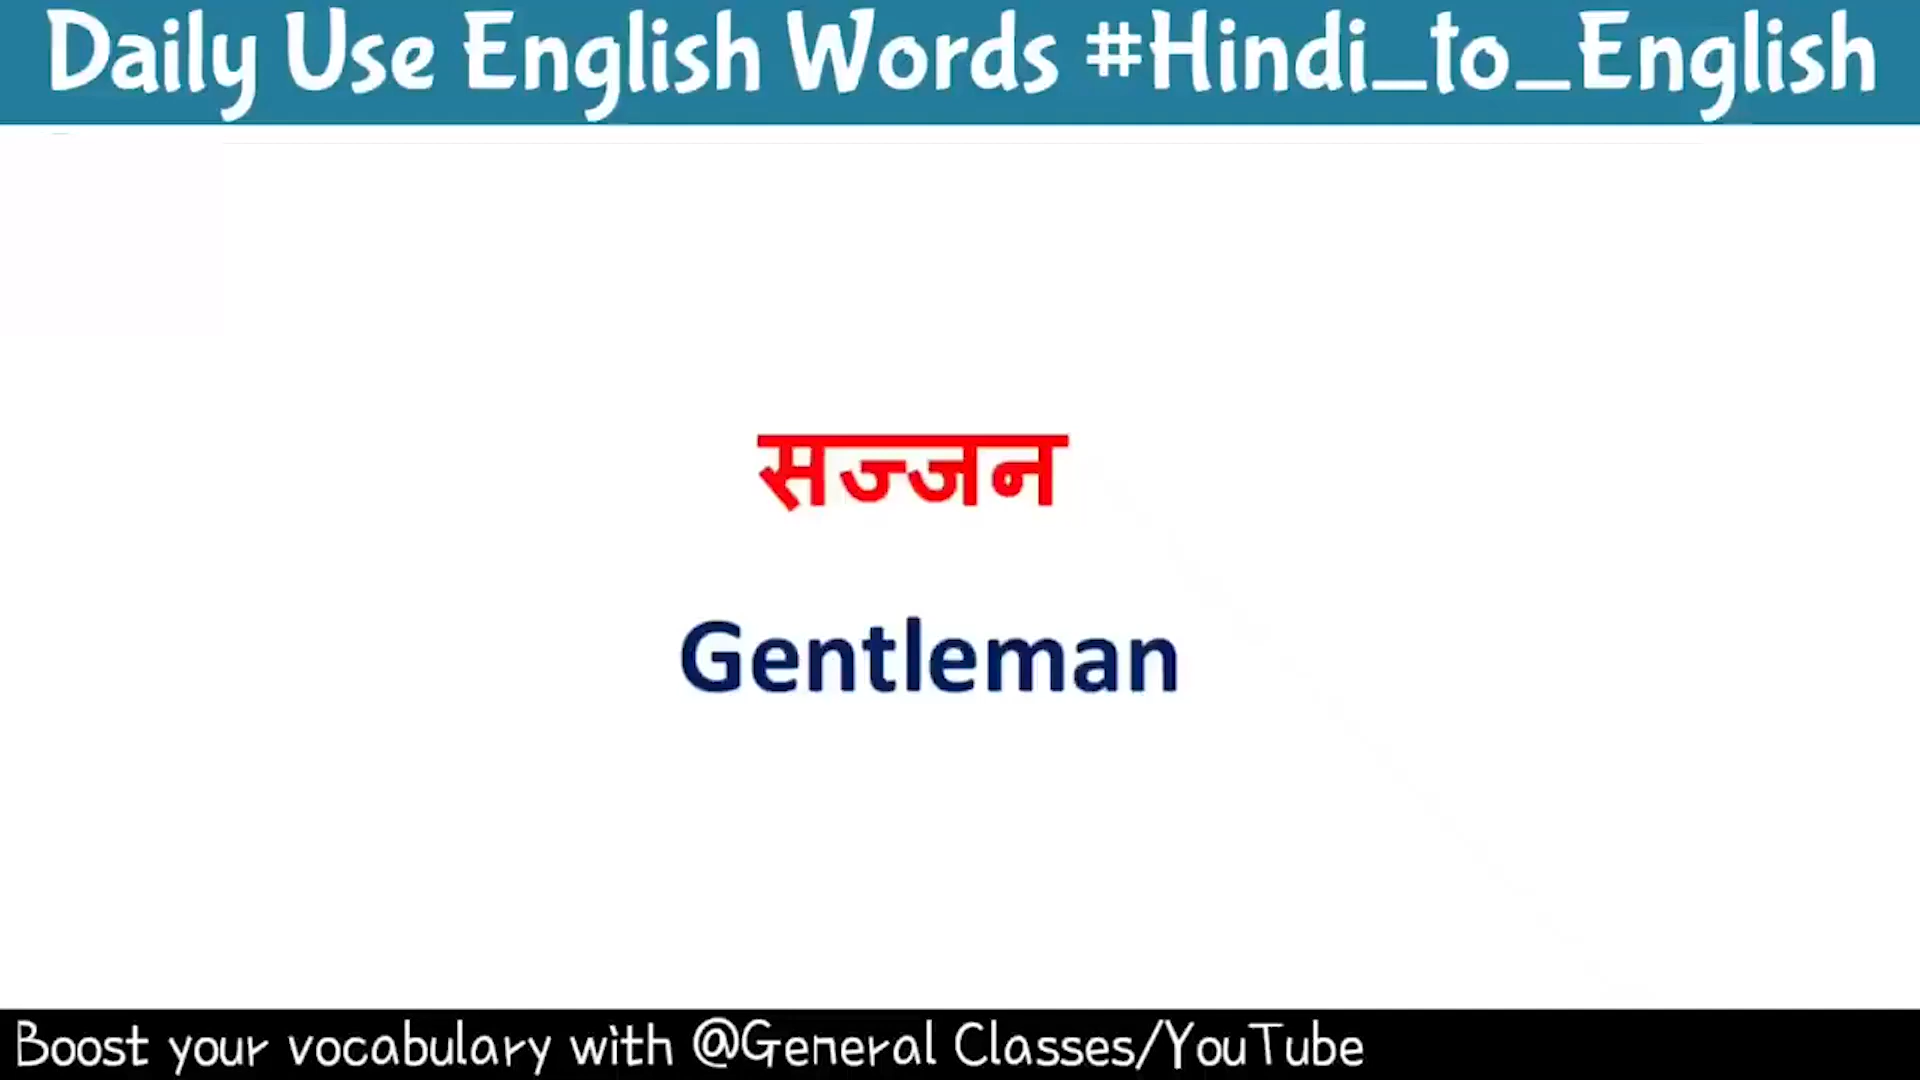 Daily Use English Words #Hindi_to_English
सज्जन
Gentleman
Boost your vocabulary with @General Classes/YouTube